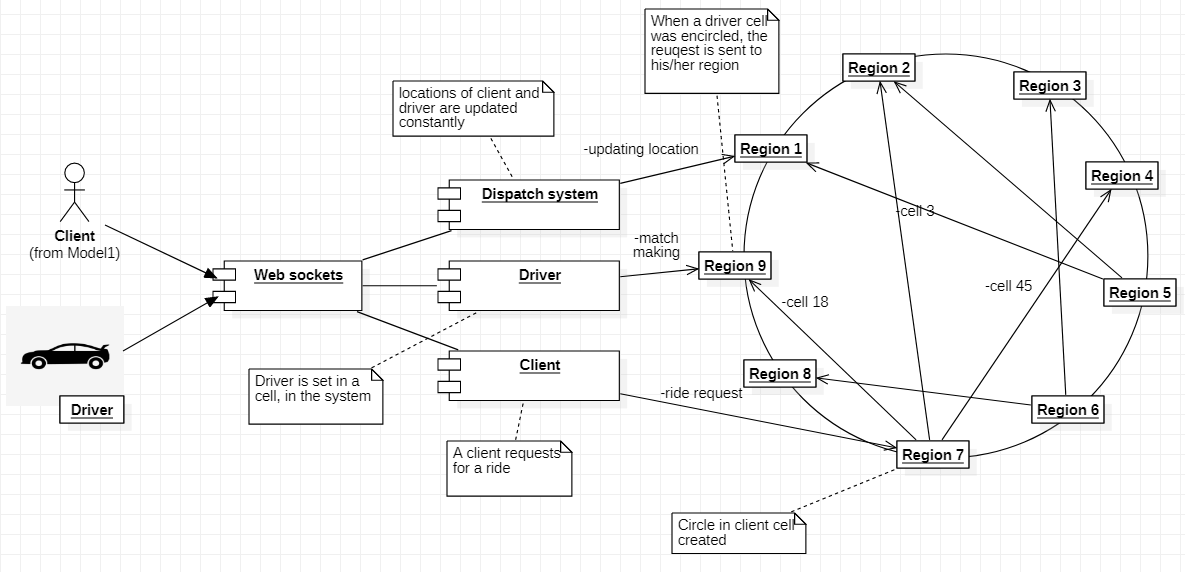 When a driver cell
was encircled, the
reuqest is sent to
his/her region
Region 2
Region 3
locations of client and
driver are updated
constantly
-updating location
Region 1
Region 4
Dispatch system
-cell 3
Client
(from Model1)
-match
making
Web sockets
Driver
Region 9
-cell 45
Region 5
-cell 18
Client
Region 8
Driver is set in a
cell, in the system
-ride request
Driver
Region 6
A client requests
for a ride
Region 7
Circle in client cell
created